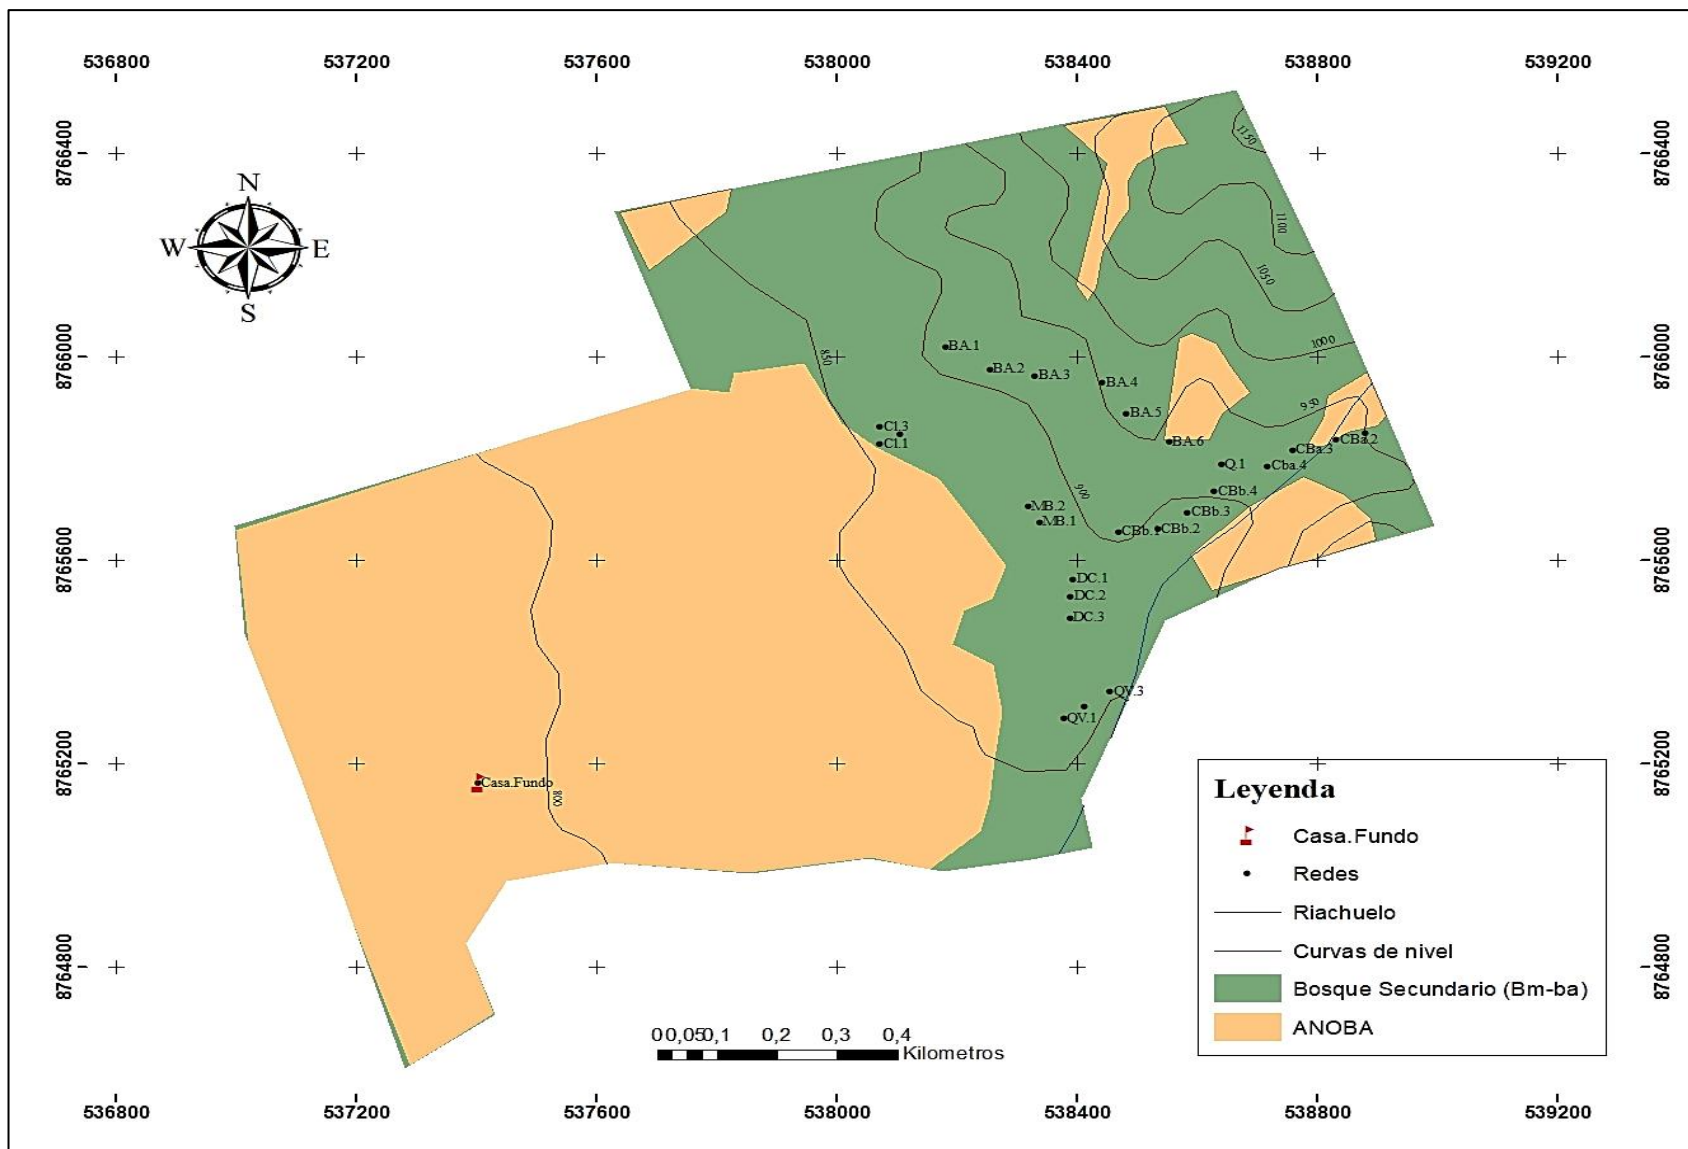 536800 537200 537600 538000 538400 538800 539200
8766400 8766400
8766000 8766000
8765600 8765600
8765200 8765200
8764800 8764800
N
W E
S
1150
1100
1050
1000
950
900
850
800
BA.1
BA.2
BA.3
BA.4
BA.5
BA.6
CBa.2
CBa.3
Cba.4
Q.1
CBb.4
CBb.3
CBb.2
CBb.1
Cl.3
Cl.1
MB.2
MB.1
DC.1
DC.2
DC.3
QV.3
QV.1
Casa.Fundo
Leyenda
Casa.Fundo
Redes
Riachuelo
Curvas de nivel
Bosque Secundario (Bm-ba)
ANOBA
0 0,05 0,1 0,2 0,3 0,4
Kilometros
536800 537200 537600 538000 538400 538800 539200